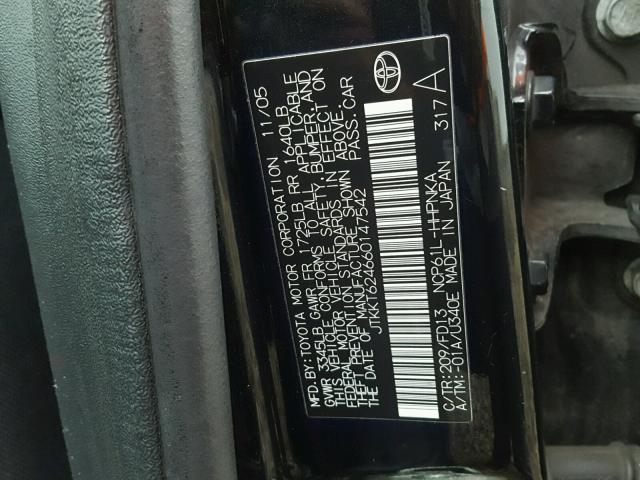 MFD.BY:TOYOTA MOTOR CORPORATION 11/05
GVWR 3345LB GAWR FR 1725LB RR 1640LB
THIS VEHICLE CONFORMS TO ALL APPLICABLE
FEDERAL MOTOR VEHICLE SAFETY, BUMPER, AND
THEFT PREVENTION STANDARDS IN EFFECT ON
THE DATE OF MANUFACTURE SHOWN ABOVE.
JTKKT624660147542 PASS.CAR
C/TR:209/FD13 NCP61L-HHPNKA 317 A
A/TM:-01A/U340E MADE IN JAPAN